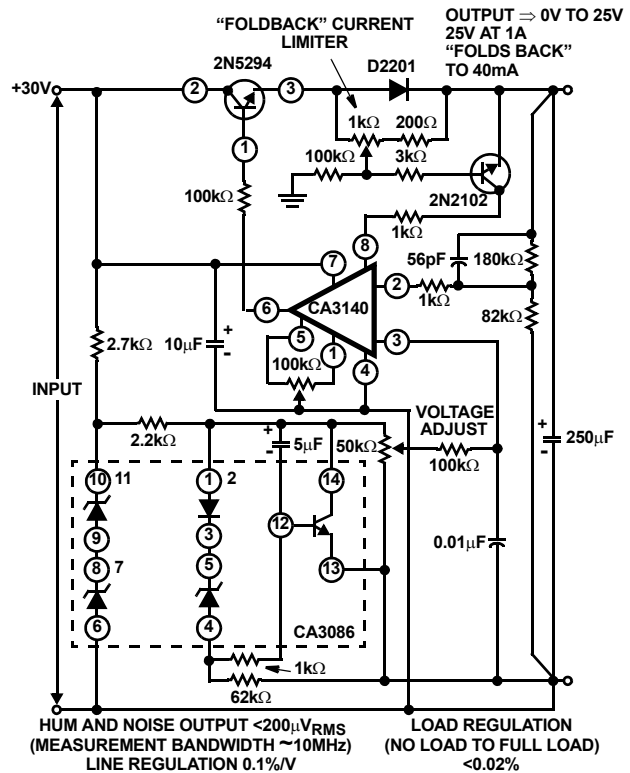 “FOLDBACK” CURRENT
LIMITER
OUTPUT ⇒ 0V TO 25V
25V AT 1A
“FOLDS BACK”
TO 40mA
2N5294
D2201
+30V
2
3
1kΩ
200Ω
1
100kΩ
3kΩ
100kΩ
2N2102
8
1kΩ
7
56pF
180kΩ
2
6
CA3140
1kΩ
5
3
82kΩ
2.7kΩ
10μF
+
-
1
100kΩ
4
INPUT
VOLTAGE
ADJUST
2.2kΩ
+
-
5μF
50kΩ
100kΩ
+
-
250μF
10
11
1
2
14
9
3
12
0.01μF
8
7
5
13
6
4
CA3086
1kΩ
62kΩ
HUM AND NOISE OUTPUT <200μVRMS
(MEASUREMENT BANDWIDTH ~10MHz)
LINE REGULATION 0.1%/V
LOAD REGULATION
(NO LOAD TO FULL LOAD)
<0.02%